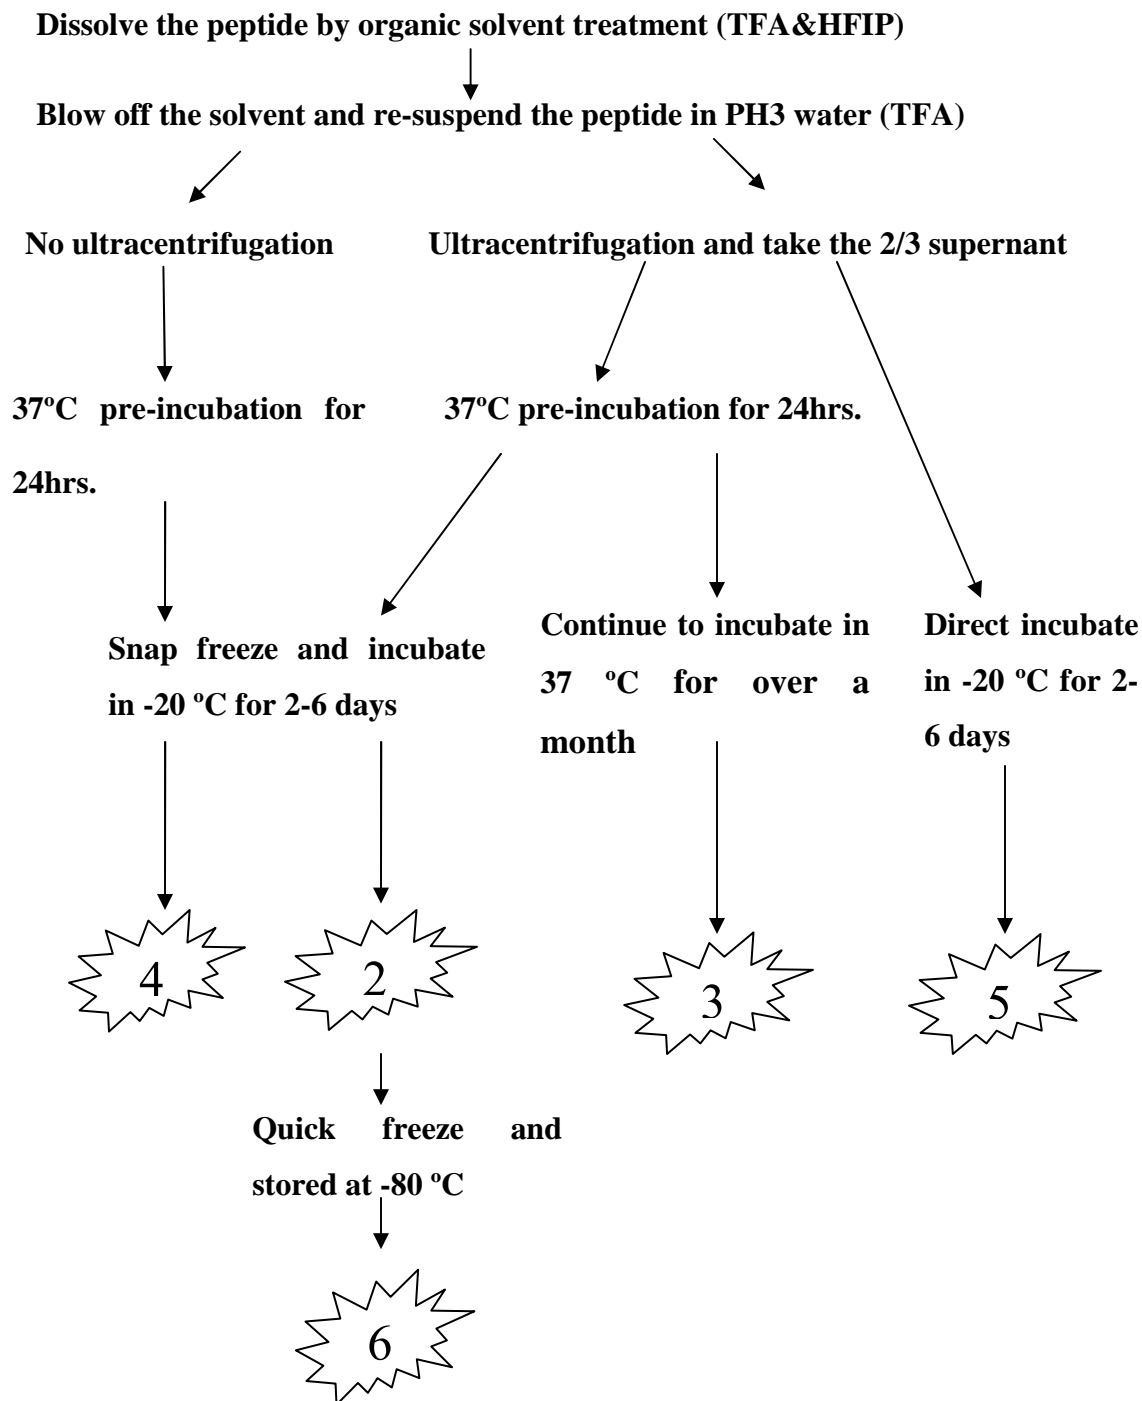 Dissolve the peptide by organic solvent treatment (TFA&HFIP)
Blow off the solvent and re-suspend the peptide in PH3 water (TFA)
No ultracentrifugation
Ultracentrifugation and take the 2/3 supernant
37ºC pre-incubation for
24hrs.
37ºC pre-incubation for 24hrs.
Snap freeze and incubate
in -20 ºC for 2-6 days
Continue to incubate in
37 ºC for over a
month
Direct incubate
in -20 ºC for 2-
6 days
4
2
3
5
Quick freeze and
stored at -80 ºC
6